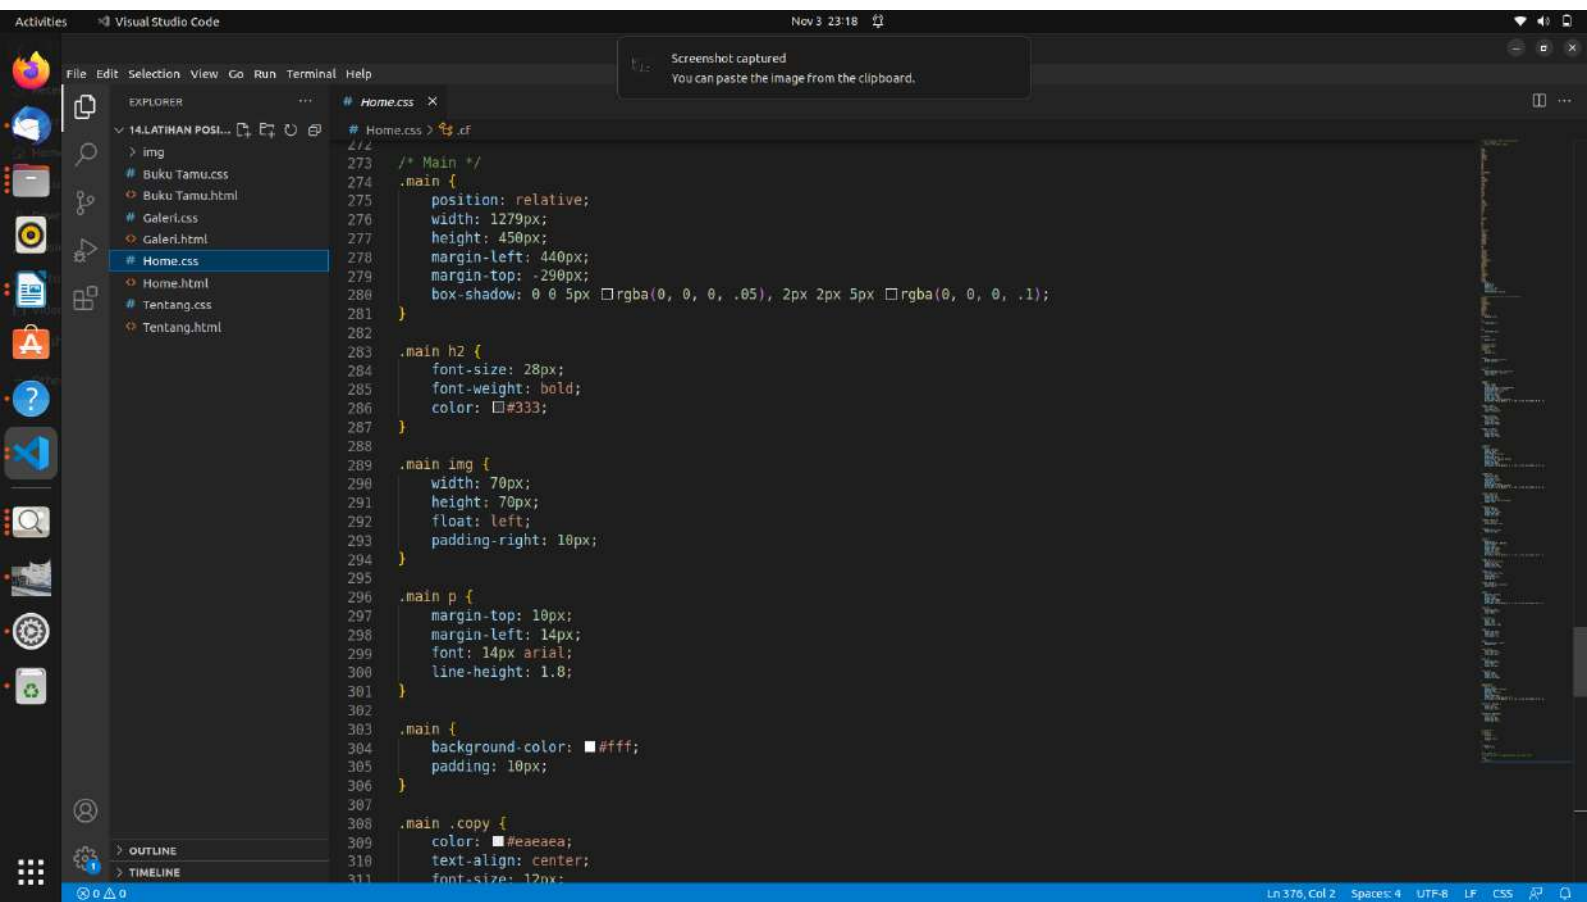 Activities
Visual Studio Code
Nov 3 23:18
Screenshot captured
You can paste the image from the clipboard.
File Edit Selection View Go Run Terminal Help
EXPLORER
# Home.css
14.LATIHAN POSI...
# Home.css > .cf
> img
# Buku Tamu.css
<> Buku Tamu.html
# Galeri.css
<> Galeri.html
# Home.css
<> Home.html
# Tentang.css
<> Tentang.html
272
273 /* Main */
274 .main {
275 position: relative;
276 width: 1279px;
277 height: 450px;
278 margin-left: 440px;
279 margin-top: -290px;
280 box-shadow: 0 0 5px rgba(0, 0, 0, .05), 2px 2px 5px rgba(0, 0, 0, .1);
281 }
282
283 .main h2 {
284 font-size: 28px;
285 font-weight: bold;
286 color: #333;
287 }
288
289 .main img {
290 width: 70px;
291 height: 70px;
292 float: left;
293 padding-right: 10px;
294 }
295
296 .main p {
297 margin-top: 10px;
298 margin-left: 14px;
299 font: 14px arial;
300 line-height: 1.8;
301 }
302
303 .main {
304 background-color: #fff;
305 padding: 10px;
306 }
307
308 .main .copy {
309 color: #eaeaea;
310 text-align: center;
311 font-size: 12px;
> OUTLINE
> TIMELINE
1
0 0
Ln 376, Col 2 Spaces: 4 UTF-8 LF CSS